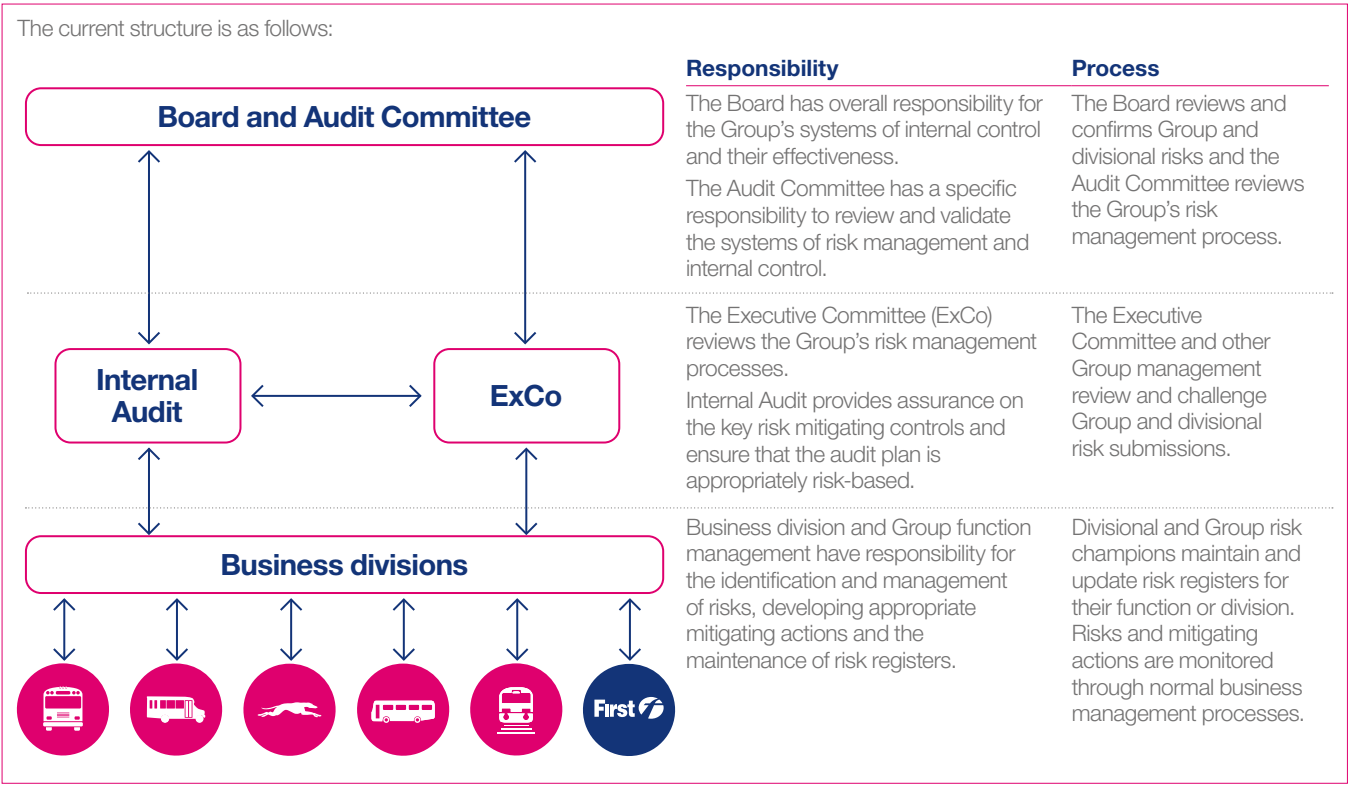 The current structure is as follows:
Responsibility
Process
Board and Audit Committee
The Board has overall responsibility for
the Group's systems of internal control
and their effectiveness.
The Audit Committee has a specific
responsibility to review and validate
the systems of risk management and
internal control.
The Board reviews and
confirms Group and
divisional risks and the
Audit Committee reviews
the Group's risk
management process.
Internal
Audit
ExCo
The Executive Committee (ExCo)
reviews the Group's risk management
processes.
Internal Audit provides assurance on
the key risk mitigating controls and
ensure that the audit plan is
appropriately risk-based.
The Executive
Committee and other
Group management
review and challenge
Group and divisional
risk submissions.
Business divisions
First
Business division and Group function
management have responsibility for
the identification and management
of risks, developing appropriate
mitigating actions and the
maintenance of risk registers.
Divisional and Group risk
champions maintain and
update risk registers for
their function or division.
Risks and mitigating
actions are monitored
through normal business
management processes.